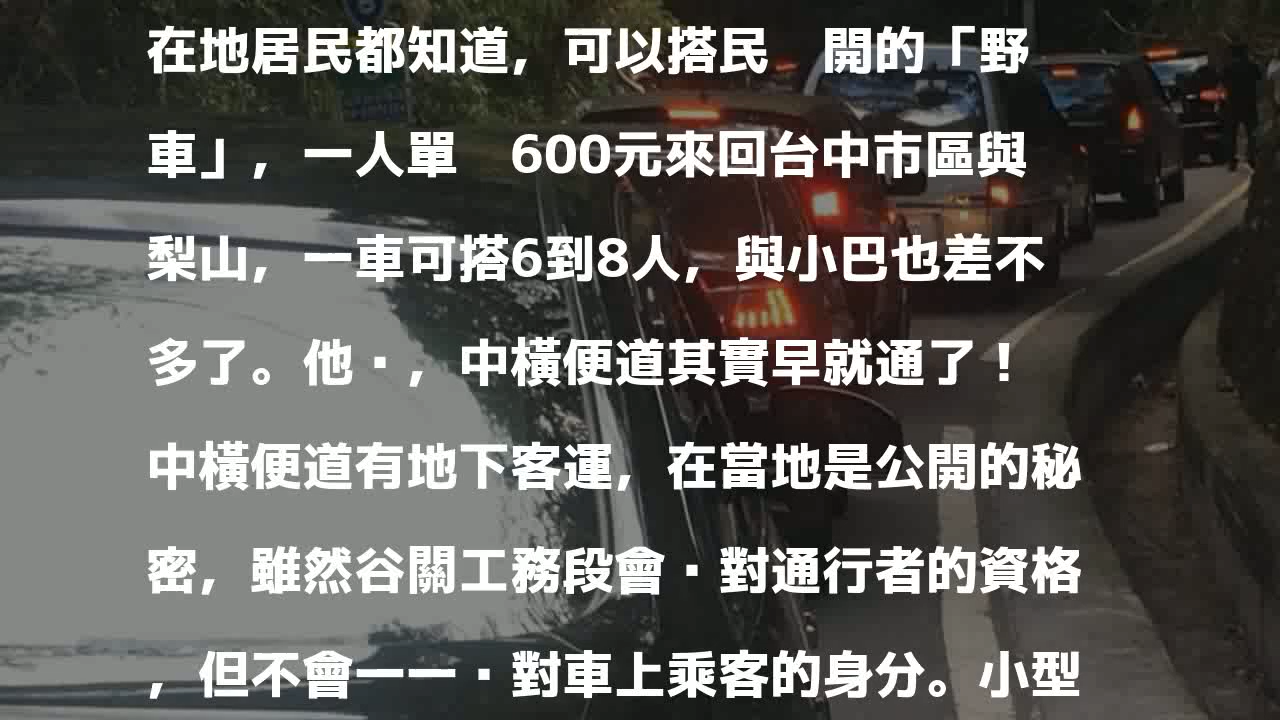 在地居民都知道，可以搭民　開的「野
車」，一人單　600元來回台中市區與
梨山，一車可搭6到8人，與小巴也差不
多了。他·，中橫便道其實早就通了！
中橫便道有地下客運，在當地是公開的秘
密，雖然谷關工務段會·對通行者的資格
，但不會一一·對車上乘客的身分。小型